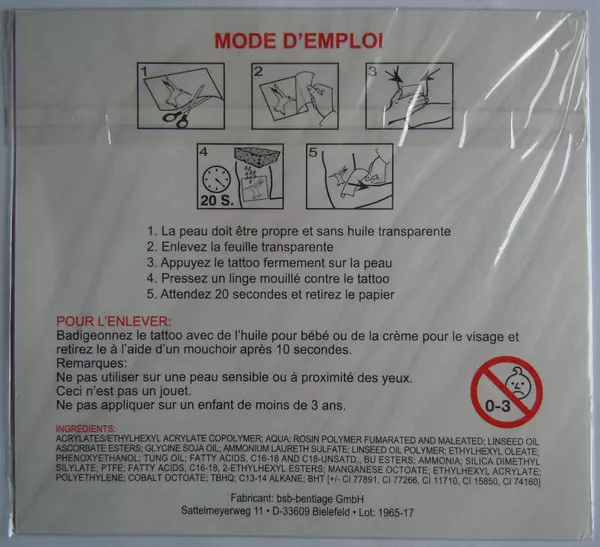 MODE D'EMPLOI
1
2
3
4
20 S.
5
1. La peau doit être propre et sans huile transparente
2. Enlevez la feuille transparente
3. Appuyez le tattoo fermement sur la peau
4. Pressez un linge mouillé contre le tattoo
5. Attendez 20 secondes et retirez le papier
POUR L'ENLEVER:
Badigeonnez le tattoo avec de l'huile pour bébé ou de la crème pour le visage et
retirez le à l'aide d'un mouchoir après 10 secondes.
Remarques:
Ne pas utiliser sur une peau sensible ou à proximité des yeux.
Ceci n'est pas un jouet.
Ne pas appliquer sur un enfant de moins de 3 ans.
0-3
INGRÉDIENTS:
ACRYLATES/ETHYLHEXYL ACRYLATE COPOLYMER; AQUA; ROSIN POLYMER FUMARATED AND MALEATED; LINSEED OIL
ASCORBATE ESTERS; GLYCINE SOJA OIL; AMMONIUM LAURETH SULFATE; LINSEED OIL POLYMER; ETHYLHEXYL OLEATE;
PHENOXYETHANOL; TUNG OIL; FATTY ACIDS, C16-18 AND C18-UNSATD., BU ESTERS; AMMONIA; SILICA DIMETHYL
SILYLATE; PTFE; FATTY ACIDS, C16-18, 2-ETHYLHEXYL ESTERS; MANGANESE OCTOATE; ETHYLHEXYL ACRYLATE;
POLYETHYLENE; COBALT OCTOATE; TBHQ; C13-14 ALKANE; BHT [+/- CI 77891, CI 77266, CI 11710, CI 15850, CI 74160]
Fabricant: bsb-bentlage GmbH
Sattelmeyerweg 11 • D-33609 Bielefeld • Lot: 1965-17